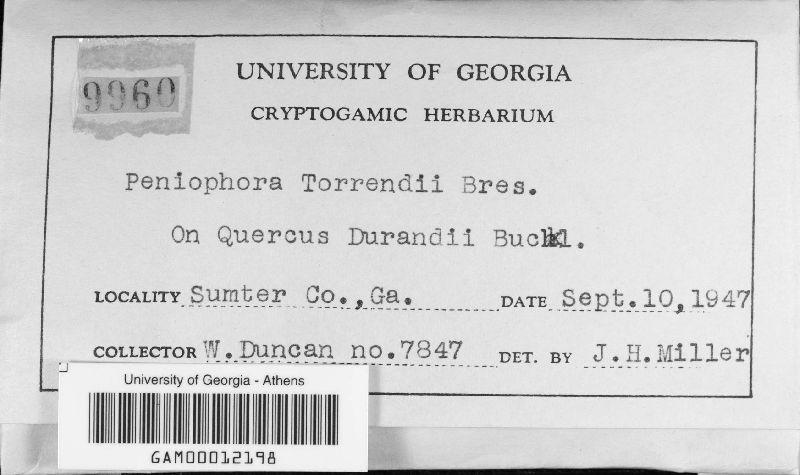 9960
UNIVERSITY OF GEORGIA
CRYPTOGAMIC HERBARIUM
Peniophora Torrendii Bres.
On Quercus Durandii Buckl.
LOCALITY Sumter Co.,Ga. DATE Sept.10,1947
COLLECTOR W.Duncan no.7847 DET. BY J.H.Miller
University of Georgia - Athens
GAM00012198